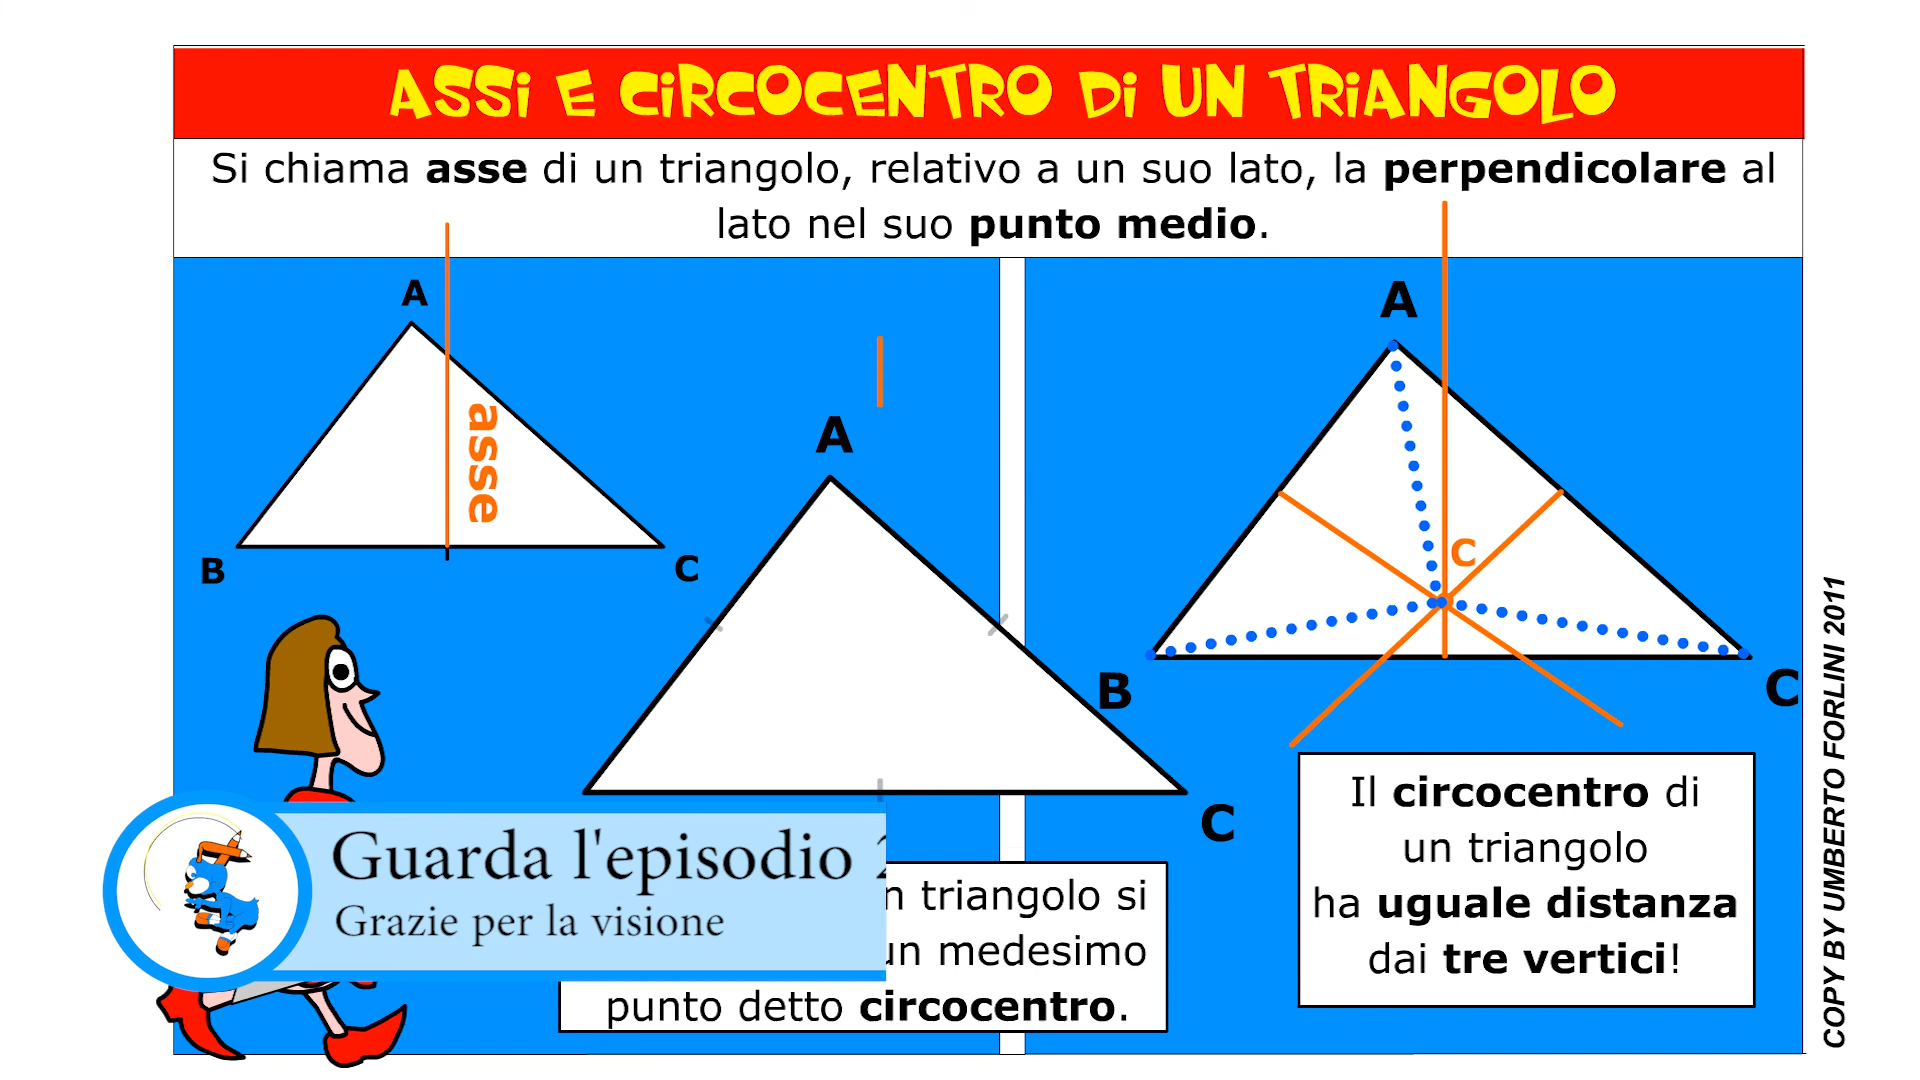 ASSI E CIRCOCENTRO DI UN TRIANGOLO
Si chiama asse di un triangolo, relativo a un suo lato, la perpendicolare al
lato nel suo punto medio.
A
asse
B
C
A
B
C
A
C
C
Guarda l'episodio
Grazie per la visione
triangolo si
un medesimo
punto detto circocentro.
Il circocentro di
un triangolo
ha uguale distanza
dai tre vertici!
COPY BY UMBERTO FORLINI 2011